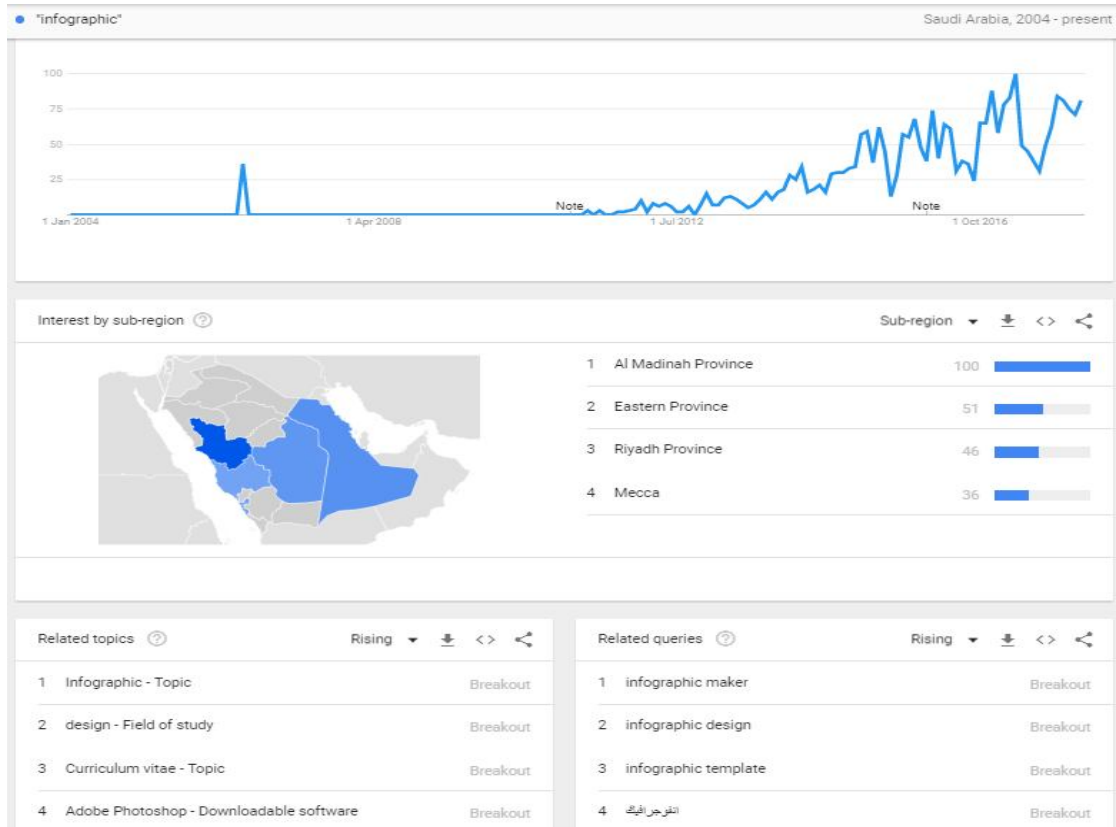 "infographic"
Saudi Arabia, 2004 - present
100
75
50
25
Note
Note
1 Jan 2004
1 Apr 2008
1 Jul 2012
1 Oct 2016
Interest by sub-region
Sub-region
1 Al Madinah Province 100
2 Eastern Province 51
3 Riyadh Province 46
4 Mecca 36
Related topics
Rising
1 Infographic - Topic Breakout
2 design - Field of study Breakout
3 Curriculum vitae - Topic Breakout
4 Adobe Photoshop - Downloadable software Breakout
Related queries
Rising
1 infographic maker Breakout
2 infographic design Breakout
3 infographic template Breakout
4 انفوجرافيك Breakout